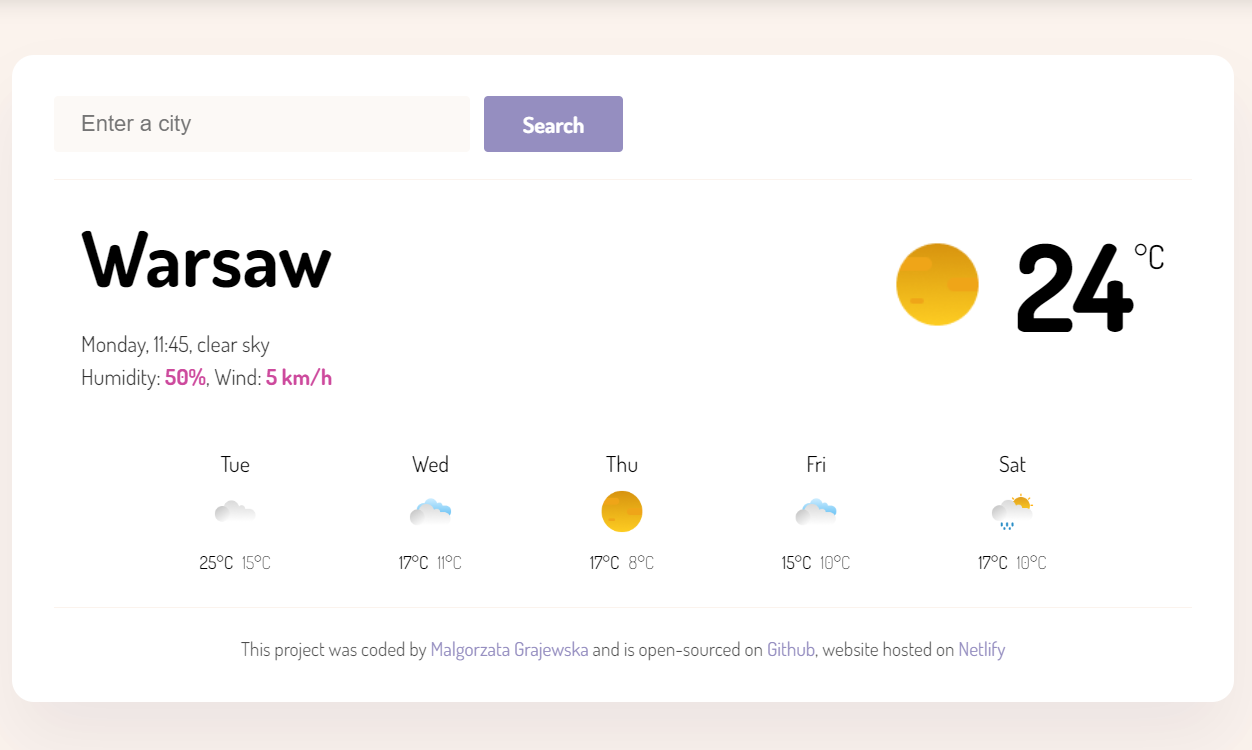 Enter a city
Search
Warsaw
24 °C
Monday, 11:45, clear sky
Humidity: 50%, Wind: 5 km/h
Tue Wed Thu Fri Sat
25°C 15°C 17°C 11°C 17°C 8°C 15°C 10°C 17°C 10°C
This project was coded by Malgorzata Grajewska and is open-sourced on Github, website hosted on Netlify